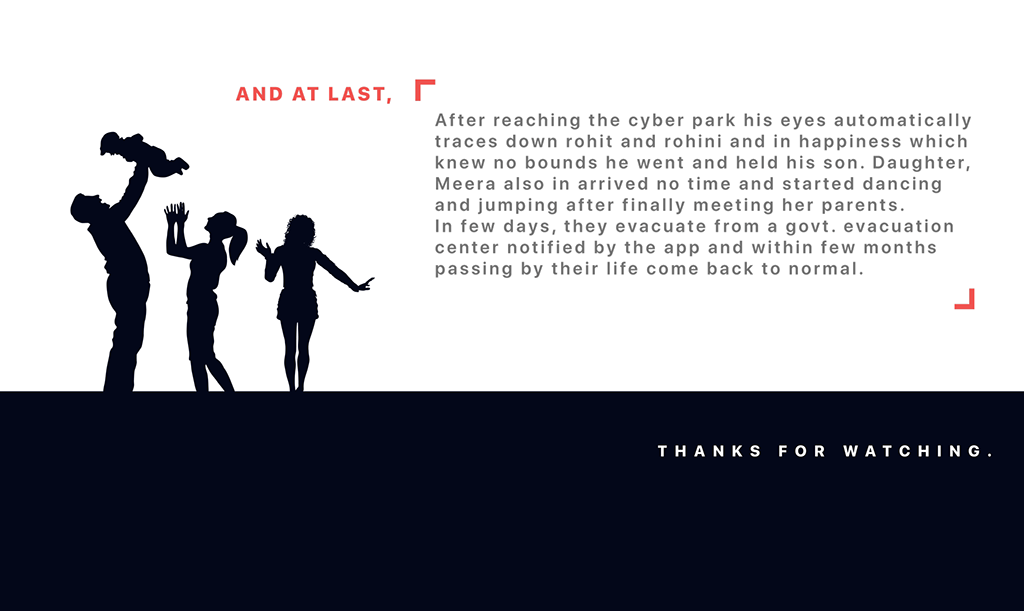 AND AT LAST,
After reaching the cyber park his eyes automatically
traces down rohit and rohini and in happiness which
knew no bounds he went and held his son. Daughter,
Meera also in arrived no time and started dancing
and jumping after finally meeting her parents.
In few days, they evacuate from a govt. evacuation
center notified by the app and within few months
passing by their life come back to normal.
THANKS FOR WATCHING.